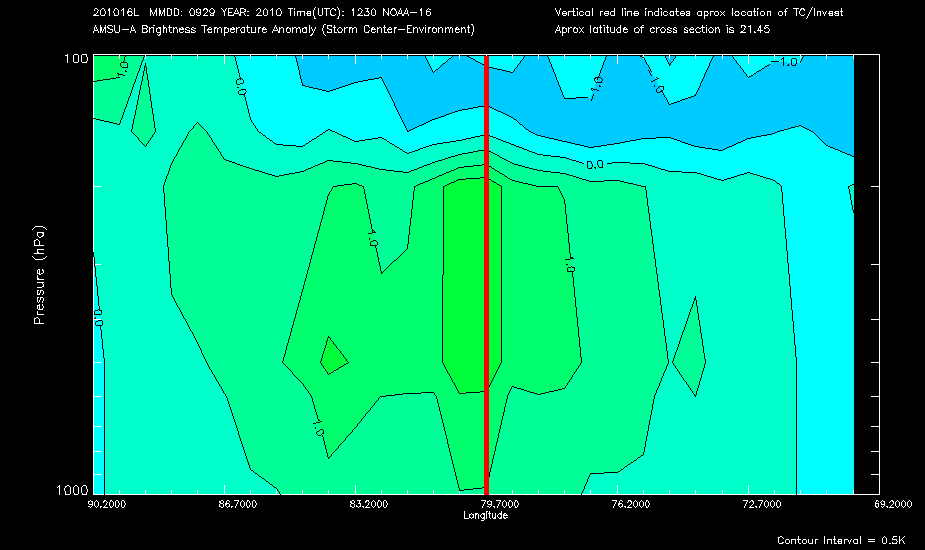 201016L MMDD: 0929 YEAR: 2010 Time(UTC): 1230 NOAA-16
Vertical red line indicates aprox location of TC/Invest
AMSU-A Brightness Temperature Anomaly (Storm Center-Environment)
Aprox latitude of cross section is 21.45
100
1.0
0.0
-1.0
-1.0
-1.0
0.0
1.0
1.0
Pressure (hPa)
0.0
1.0
1000
90.2000 86.7000 83.2000 79.7000 76.2000 72.7000 69.2000
Longitude
Contour Interval = 0.5K